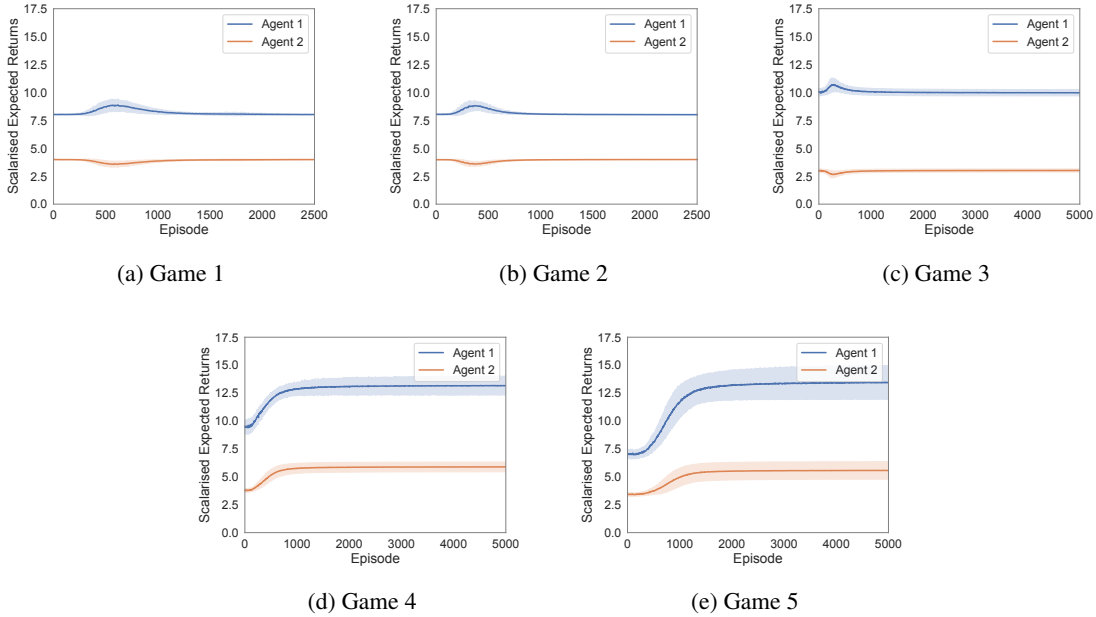 17.5
15.0
12.5
10.0
7.5
5.0
2.5
0.0
Scalarised Expected Returns
Agent 1
Agent 2
0 500 1000 1500 2000 2500
Episode
(a) Game 1
17.5
15.0
12.5
10.0
7.5
5.0
2.5
0.0
Scalarised Expected Returns
Agent 1
Agent 2
0 500 1000 1500 2000 2500
Episode
(b) Game 2
17.5
15.0
12.5
10.0
7.5
5.0
2.5
0.0
Scalarised Expected Returns
Agent 1
Agent 2
0 1000 2000 3000 4000 5000
Episode
(c) Game 3
17.5
15.0
12.5
10.0
7.5
5.0
2.5
0.0
Scalarised Expected Returns
Agent 1
Agent 2
0 1000 2000 3000 4000 5000
Episode
(d) Game 4
17.5
15.0
12.5
10.0
7.5
5.0
2.5
0.0
Scalarised Expected Returns
Agent 1
Agent 2
0 1000 2000 3000 4000 5000
Episode
(e) Game 5